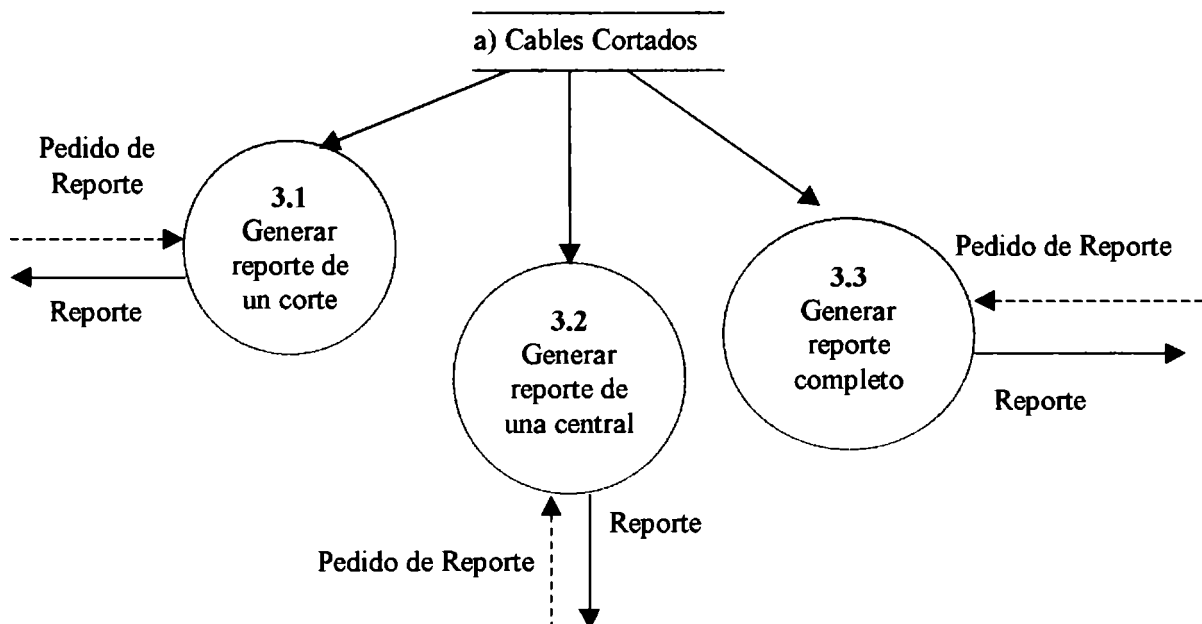 a) Cables Cortados
Pedido de
Reporte
3.1
Generar
reporte de
un corte
Reporte
3.2
Generar
reporte de
una central
Pedido de Reporte
Reporte
3.3
Generar
reporte
completo
Pedido de Reporte
Reporte